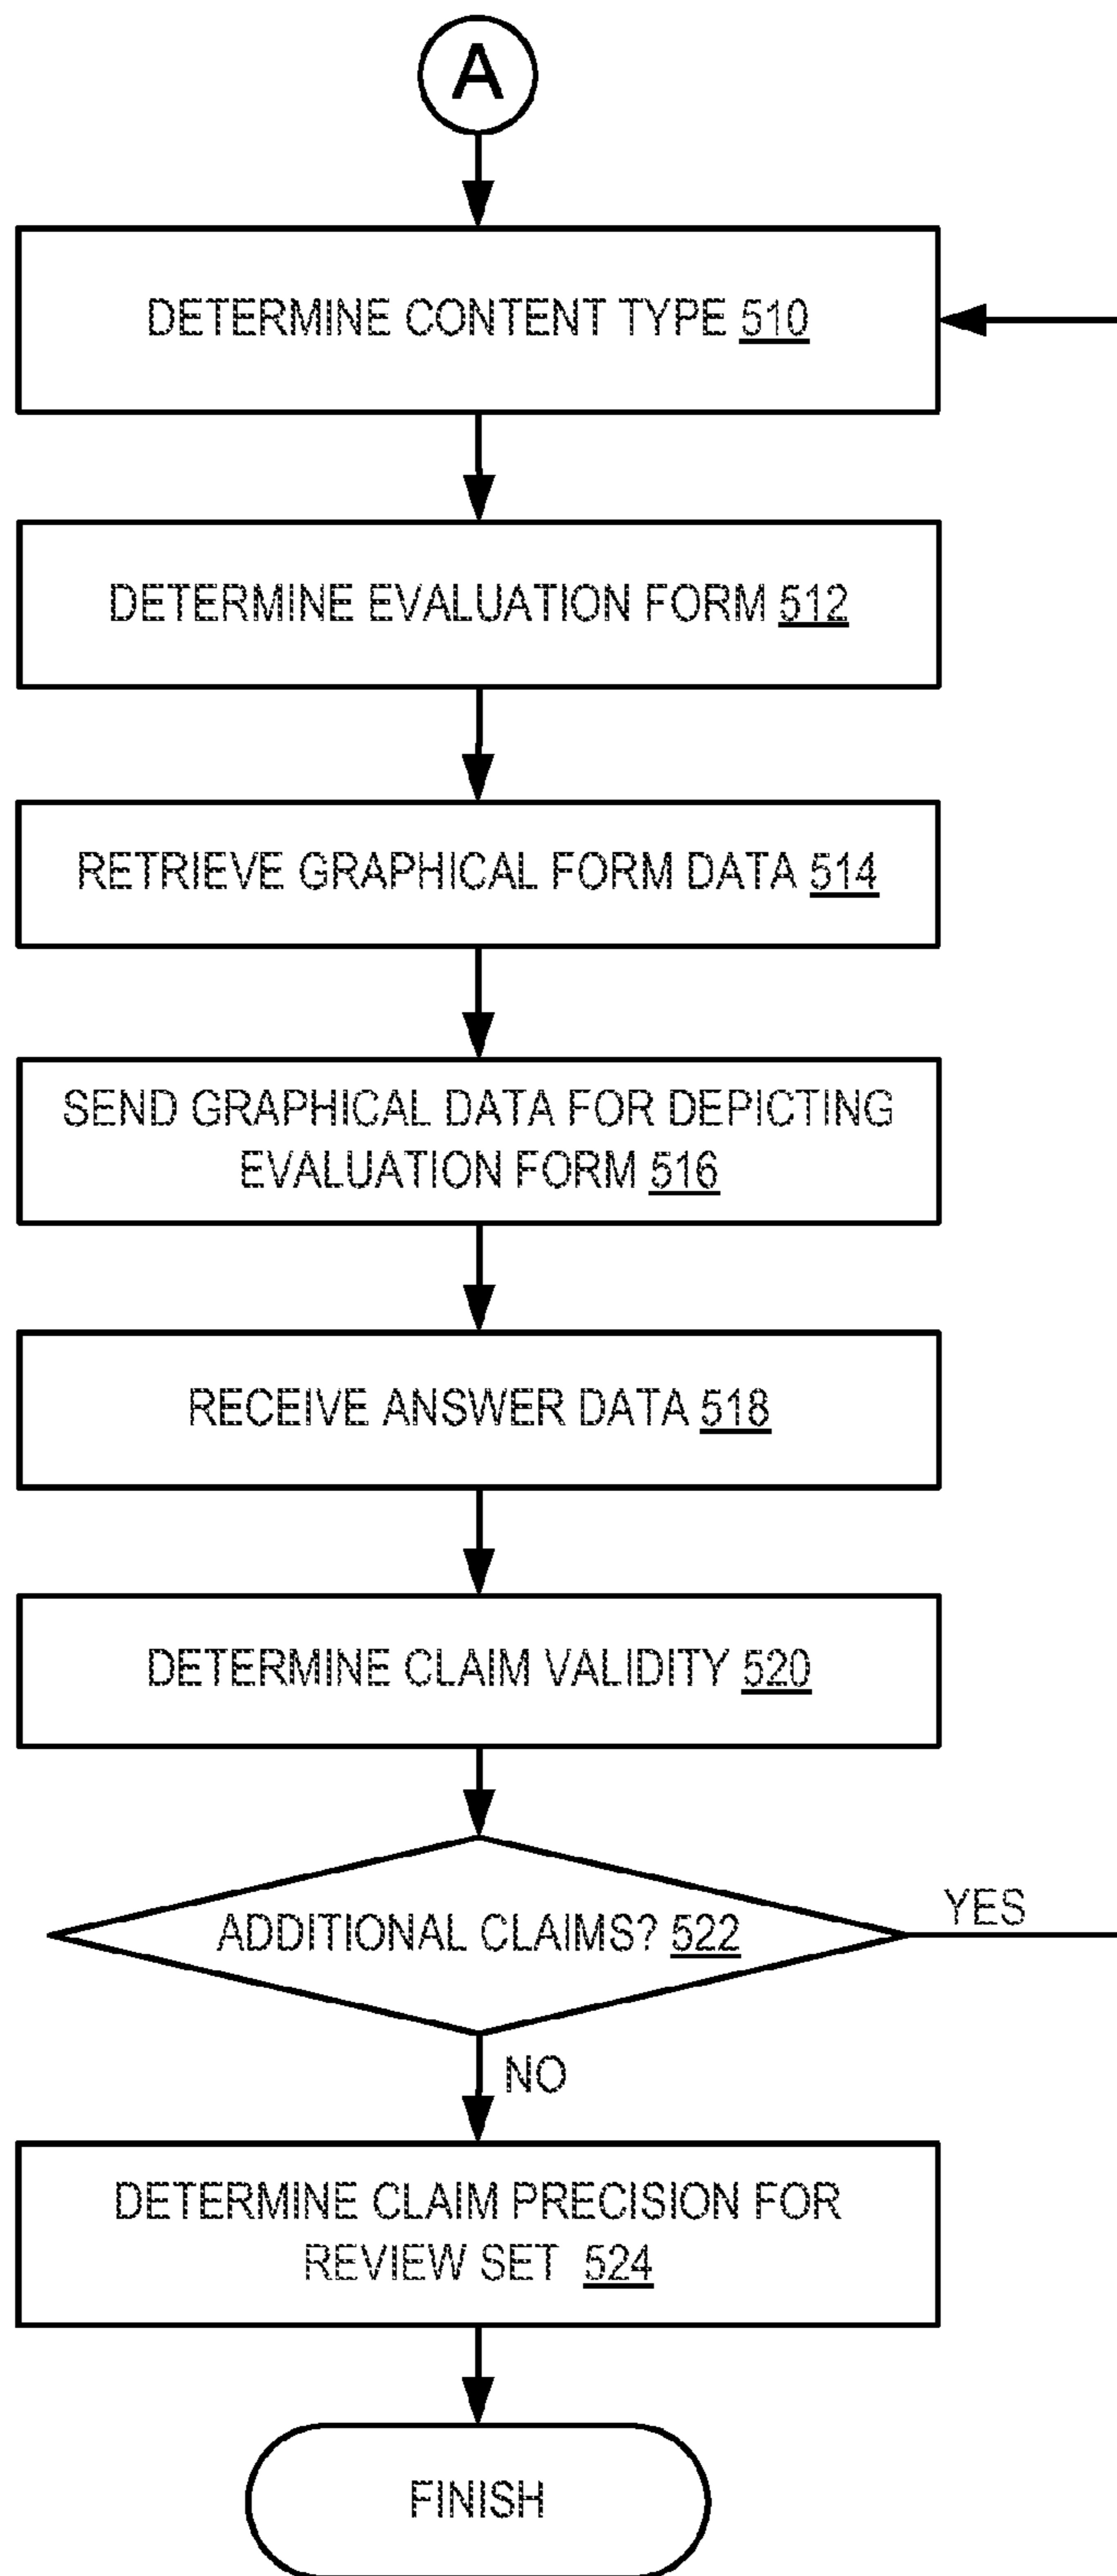 A
DETERMINE CONTENT TYPE 510
DETERMINE EVALUATION FORM 512
RETRIEVE GRAPHICAL FORM DATA 514
SEND GRAPHICAL DATA FOR DEPICTING
EVALUATION FORM 516
RECEIVE ANSWER DATA 518
DETERMINE CLAIM VALIDITY 520
ADDITIONAL CLAIMS? 522
YES
NO
DETERMINE CLAIM PRECISION FOR
REVIEW SET 524
FINISH